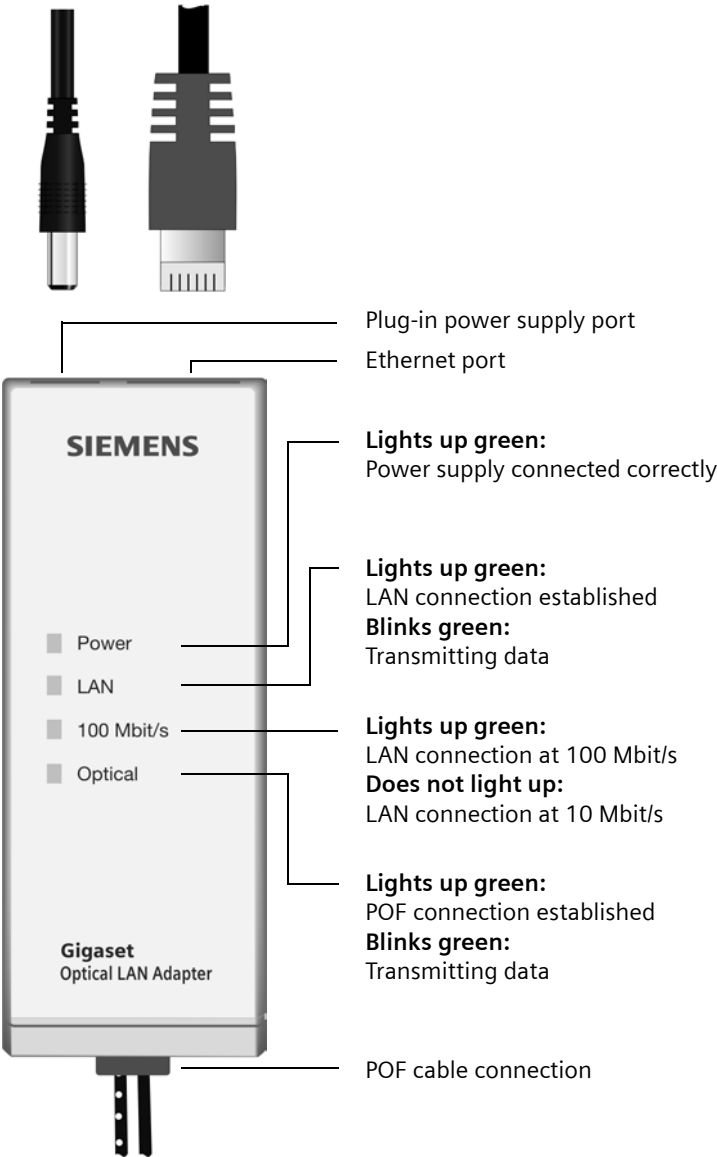 Plug-in power supply port
Ethernet port
SIEMENS
Lights up green:
Power supply connected correctly
Lights up green:
LAN connection established
Blinks green:
Transmitting data
Power
LAN
100 Mbit/s
Optical
Lights up green:
LAN connection at 100 Mbit/s
Does not light up:
LAN connection at 10 Mbit/s
Lights up green:
POF connection established
Blinks green:
Transmitting data
Gigaset
Optical LAN Adapter
POF cable connection